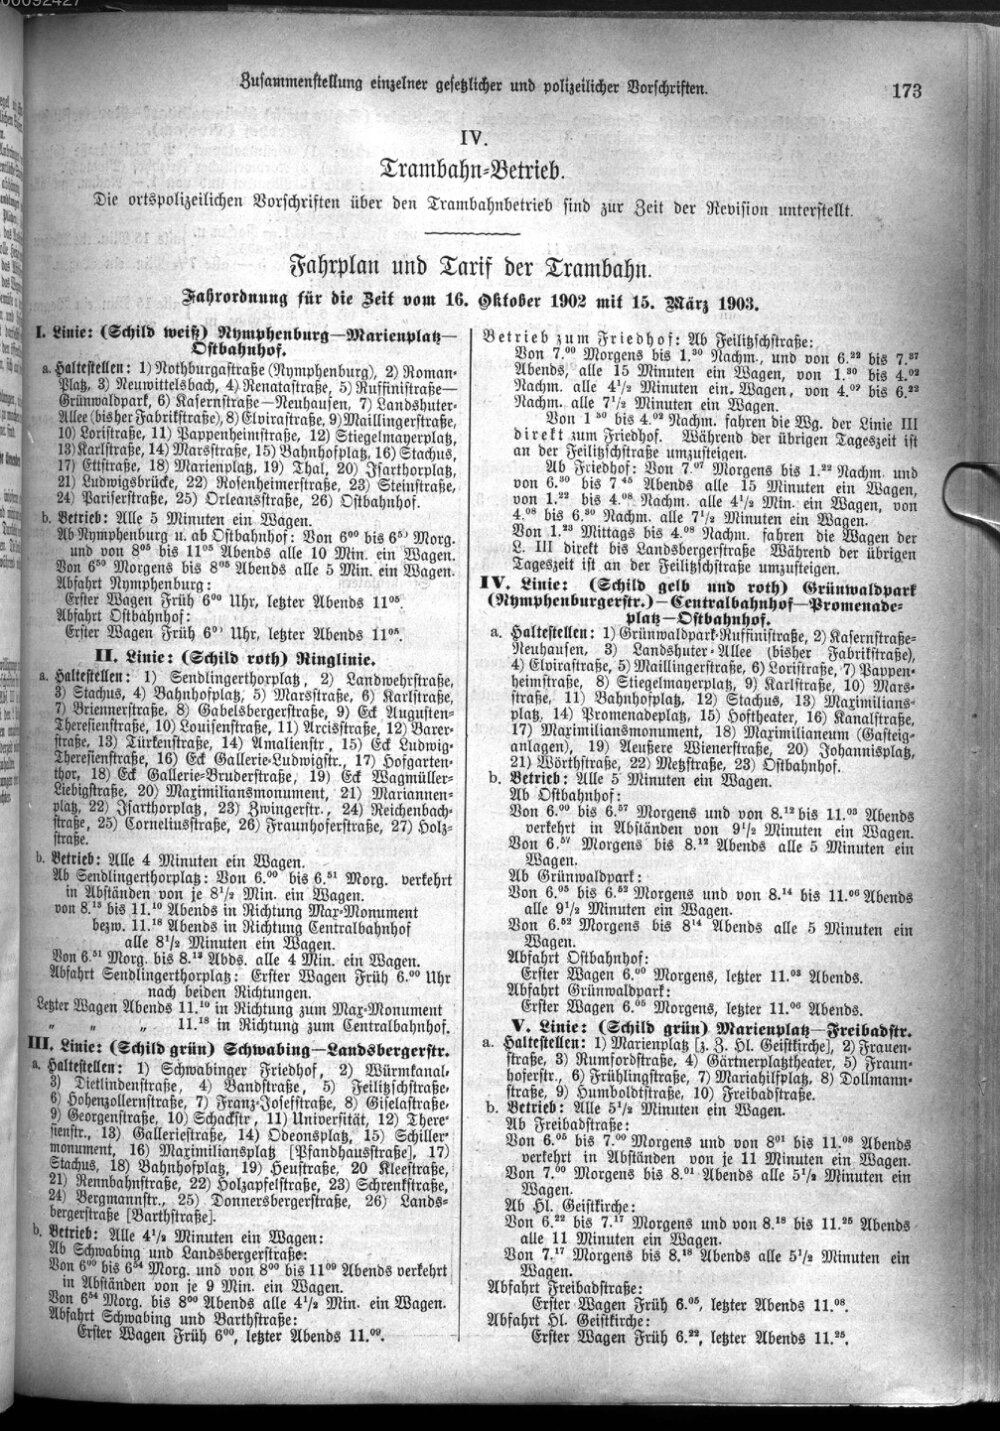 00092427
Zusammenstellung einzelner gesetzlicher und polizeilicher Vorschriften.
173
IV.
Trambahn-Betrieb.
Die ortspolizeilichen Vorschriften über den Trambahnbetrieb sind zur Zeit der Revision unterstellt.
Fahrplan und Tarif der Trambahn.
Fahrordnung für die Zeit vom 16. Oktober 1902 mit 15. März 1903.
I. Linie: (Schild weiß) Nymphenburg—Marienplatz—
Ostbahnhof.
a. Haltestellen: 1) Rothburgastraße (Nymphenburg), 2) Roman-
Platz, 3) Neuwittelsbach, 4) Renatastraße, 5) Ruffinistraße—
Grünwaldpark, 6) Kasernstraße—Neuhausen, 7) Landshuter-
Allee (bisher Fabrikstraße), 8) Elvirastraße, 9) Maillingerstraße,
10) Loristraße, 11) Pappenheimstraße, 12) Stiegelmayerplatz,
13) Karlstraße, 14) Marsstraße, 15) Bahnhofplatz, 16) Stachus,
17) Ettstraße, 18) Marienplatz, 19) Thal, 20) Isarthorplatz,
21) Ludwigsbrücke, 22) Rosenheimerstraße, 23) Steinstraße,
24) Pariserstraße, 25) Orleansstraße, 26) Ostbahnhof.
b. Betrieb: Alle 5 Minuten ein Wagen.
Ab Nymphenburg u. ab Ostbahnhof: Von 6⁰⁰ bis 6⁵⁾ Morg.
und von 8⁰⁵ bis 11⁰⁵ Abends alle 10 Min. ein Wagen.
Von 6⁵⁰ Morgens bis 8⁰⁵ Abends alle 5 Min. ein Wagen.
Abfahrt Nymphenburg:
Erster Wagen Früh 6⁰⁰ Uhr, letzter Abends 11⁰⁵.
Abfahrt Ostbahnhof:
Erster Wagen Früh 6⁰⁾ Uhr, letzter Abends 11⁰⁵.
II. Linie: (Schild roth) Ringlinie.
a. Haltestellen: 1) Sendlingerthorplatz, 2) Landwehrstraße,
3) Stachus, 4) Bahnhofplatz, 5) Marsstraße, 6) Karlstraße,
7) Briennerstraße, 8) Gabelsbergerstraße, 9) Eck Augusten-
Theresienstraße, 10) Louisenstraße, 11) Arcisstraße, 12) Barer-
straße, 13) Türkenstraße, 14) Amalienstr., 15) Eck Ludwig-
Theresienstraße, 16) Eck Gallerie-Ludwigstr., 17) Hofgarten-
thor, 18) Eck Gallerie-Bruderstraße, 19) Eck Wagmüller-
Liebigstraße, 20) Maximiliansmonument, 21) Mariannen-
platz, 22) Isarthorplatz, 23) Zwingerstr., 24) Reichenbach-
straße, 25) Corneliusstraße, 26) Fraunhoferstraße, 27) Holz-
straße.
b. Betrieb: Alle 4 Minuten ein Wagen.
Ab Sendlingerthorplatz: Von 6.⁰⁰ bis 6.⁵¹ Morg. verkehrt
in Abständen von je 8½ Min. ein Wagen.
von 8.¹³ bis 11.¹⁰ Abends in Richtung Max-Monument
bezw. 11.¹⁸ Abends in Richtung Centralbahnhof
alle 8½ Minuten ein Wagen.
Von 6.⁵¹ Morg. bis 8.¹³ Abds. alle 4 Min. ein Wagen.
Abfahrt Sendlingerthorplatz: Erster Wagen Früh 6.⁰⁰ Uhr
nach beiden Richtungen.
Letzter Wagen Abends 11.¹⁰ in Richtung zum Max-Monument
„ „ „ 11.¹⁸ in Richtung zum Centralbahnhof.
III. Linie: (Schild grün) Schwabing—Landsbergerstr.
a. Haltestellen: 1) Schwabinger Friedhof, 2) Würmkanal,
3) Dietlindenstraße, 4) Bandstraße, 5) Feilitzschstraße,
6) Hohenzollernstraße, 7) Franz-Josefstraße, 8) Giselastraße,
9) Georgenstraße, 10) Schackstr, 11) Universität, 12) There-
sienstr., 13) Galleriestraße, 14) Odeonsplatz, 15) Schiller-
monument, 16) Maximiliansplatz [Pfandhausstraße], 17)
Stachus, 18) Bahnhofplatz, 19) Heustraße, 20 Kleestraße,
21) Rennbahnstraße, 22) Holzapfelstraße, 23) Schrenkstraße,
24) Bergmannstr., 25) Donnersbergerstraße, 26) Lands-
bergerstraße [Barthstraße].
b. Betrieb: Alle 4½ Minuten ein Wagen:
Ab Schwabing und Landsbergerstraße:
Von 6⁰⁰ bis 6⁵⁴ Morg. und von 8⁰⁰ bis 11⁰⁹ Abends verkehrt
in Abständen von je 9 Min. ein Wagen.
Von 6⁵⁴ Morg. bis 8⁰⁰ Abends alle 4½ Min. ein Wagen.
Abfahrt Schwabing und Barthstraße:
Erster Wagen Früh 6⁰⁰, letzter Abends 11.⁰⁹.
Betrieb zum Friedhof: Ab Feilitzschstraße:
Von 7.⁰⁰ Morgens bis 1.³⁰ Nachm., und von 6.²² bis 7.³⁷
Abends, alle 15 Minuten ein Wagen, von 1.³⁰ bis 4.⁰²
Nachm. alle 4½ Minuten ein. Wagen, von 4.⁰² bis 6.²²
Nachm. alle 7½ Minuten ein Wagen.
Von 1³⁰ bis 4.⁰² Nachm. fahren die Wg. der Linie III
direkt zum Friedhof. Während der übrigen Tageszeit ist
an der Feilitzschstraße umzusteigen.
Ab Friedhof: Von 7.⁰⁷ Morgens bis 1.²² Nachm. und
von 6.³⁰ bis 7⁴⁵ Abends alle 15 Minuten ein Wagen,
von 1.²² bis 4.⁰⁸ Nachm. alle 4½ Min. ein Wagen, von
4.⁰⁸ bis 6.³⁰ Nachm. alle 7½ Minuten ein Wagen.
Von 1.²³ Mittags bis 4.⁰⁸ Nachm. fahren die Wagen der
L. III direkt bis Landsbergerstraße Während der übrigen
Tageszeit ist an der Feilitzschstraße umzusteigen.
IV. Linie: (Schild gelb und roth) Grünwaldpark
(Nymphenburgerstr.)—Centralbahnhof—Promenade-
platz—Ostbahnhof.
a. Haltestellen: 1) Grünwaldpark-Ruffinistraße, 2) Kasernstraße-
Neuhausen, 3) Landshuter-Allee (bisher Fabrikstraße),
4) Elvirastraße, 5) Maillingerstraße, 6) Loristraße, 7) Pappen-
heimstraße, 8) Stiegelmayerplatz, 9) Karlstraße, 10) Mars-
straße, 11) Bahnhofplatz, 12) Stachus, 13) Maximilians-
platz, 14) Promenadeplatz, 15) Hoftheater, 16) Kanalstraße,
17) Maximiliansmonument, 18) Maximilianeum (Gasteig-
anlagen), 19) Aeußere Wienerstraße, 20) Johannisplatz,
21) Wörthstraße, 22) Metzstraße, 23) Ostbahnhof.
b. Betrieb: Alle 5 Minuten ein Wagen.
Ab Ostbahnhof:
Von 6.⁰⁰ bis 6.⁵⁷ Morgens und von 8.¹² bis 11.⁰³ Abends
verkehrt in Abständen von 9½ Minuten ein Wagen.
Von 6.⁵⁷ Morgens bis 8.¹² Abends alle 5 Minuten ein
Wagen.
Ab Grünwaldpark:
Von 6.⁰⁵ bis 6.⁵² Morgens und von 8.¹⁴ bis 11.⁰⁶ Abends
alle 9½ Minuten ein Wagen.
Von 6.⁵² Morgens bis 8¹⁴ Abends alle 5 Minuten ein
Wagen.
Abfahrt Ostbahnhof:
Erster Wagen 6.⁰⁰ Morgens, letzter 11.⁰³ Abends.
Abfahrt Grünwaldpark:
Erster Wagen 6.⁰⁵ Morgens, letzter 11.⁰⁶ Abends.
V. Linie: (Schild grün) Marienplatz—Freibadstr.
a. Haltestellen: 1) Marienplatz [z. Z. Hl. Geistkirche], 2) Frauen-
straße, 3) Rumfordstraße, 4) Gärtnerplatztheater, 5) Fraun-
hoferstr., 6) Frühlingstraße, 7) Mariahilfplatz, 8) Dollmann-
straße, 9) Humboldtstraße, 10) Freibadstraße.
b. Betrieb: Alle 5½ Minuten ein Wagen.
Ab Freibadstraße:
Von 6.⁰⁵ bis 7.⁰⁰ Morgens und von 8⁰¹ bis 11.⁰⁸ Abends
verkehrt in Abständen von je 11 Minuten ein Wagen.
Von 7.⁰⁰ Morgens bis 8.⁰¹ Abends alle 5½ Minuten ein
Wagen.
Ab Hl. Geistkirche:
Von 6.²² bis 7.¹⁷ Morgens und von 8.¹⁸ bis 11.²⁵ Abends
alle 11 Minuten ein Wagen.
Von 7.¹⁷ Morgens bis 8.¹⁸ Abends alle 5½ Minuten ein
Wagen.
Abfahrt Freibadstraße:
Erster Wagen Früh 6.⁰⁵, letzter Abends 11.⁰⁸.
Abfahrt Hl. Geistkirche:
Erster Wagen Früh 6.²², letzter Abends 11.²⁵.